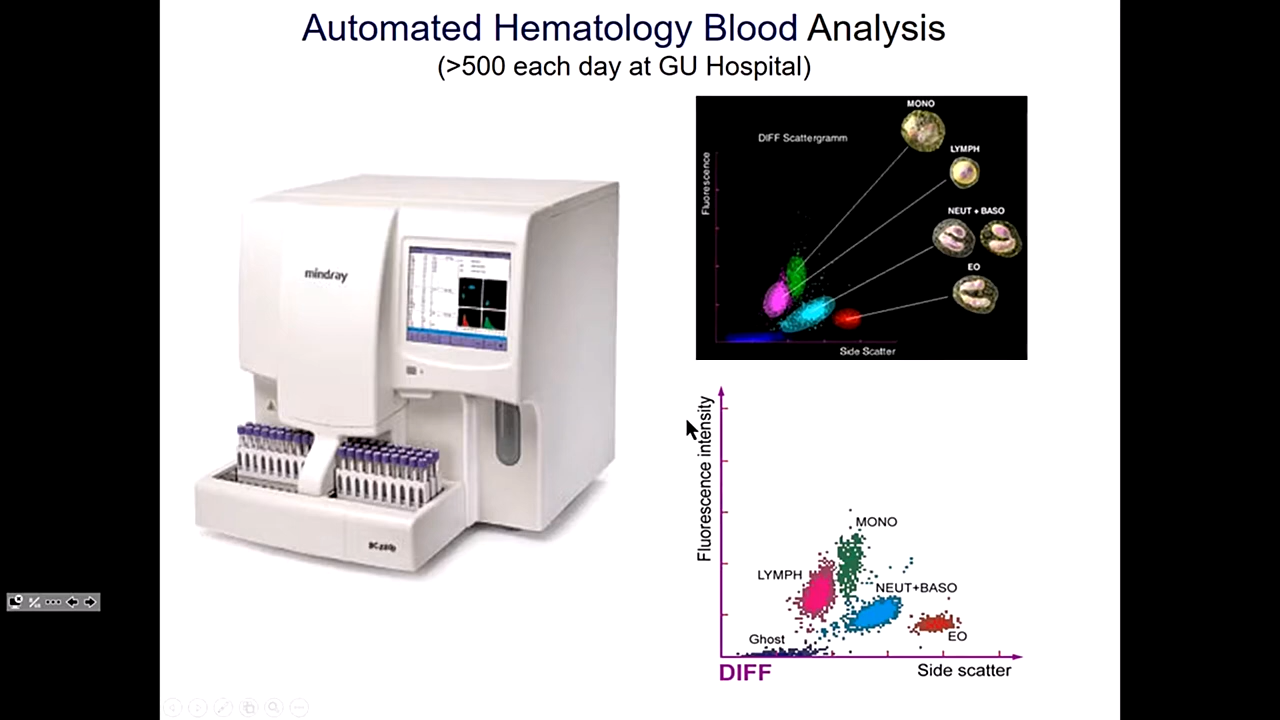 Automated Hematology Blood Analysis
(>500 each day at GU Hospital)
mindray
MONO
DIFF Scattergramm
LYMPH
Fluorescence
NEUT + BASO
EO
Side Scatter
Fluorescence intensity
MONO
LYMPH
NEUT+BASO
Ghost
EO
DIFF
Side scatter